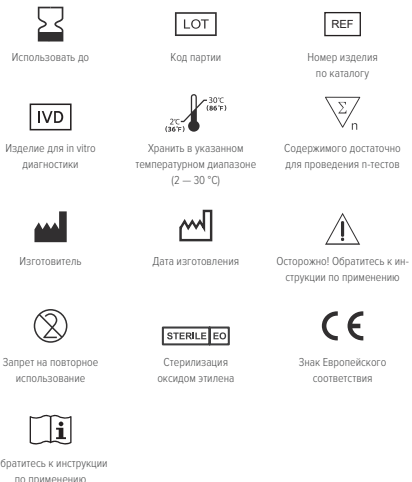 LOT
REF
Использовать до
Код партии
Номер изделия
по каталогу
IVD
30℃
(86℉)
2℃
(36℉)
Σ
n
Изделие для in vitro
диагностики
Хранить в указанном
температурном диапазоне
(2 — 30 °C)
Содержимого достаточно
для проведения n-тестов
Изготовитель
Дата изготовления
Осторожно! Обратитесь к ин-
струкции по применению
2
STERILE EO
CE
Запрет на повторное
использование
Стерилизация
оксидом этилена
Знак Европейского
соответствия
i
братитесь к инструкции
по применению